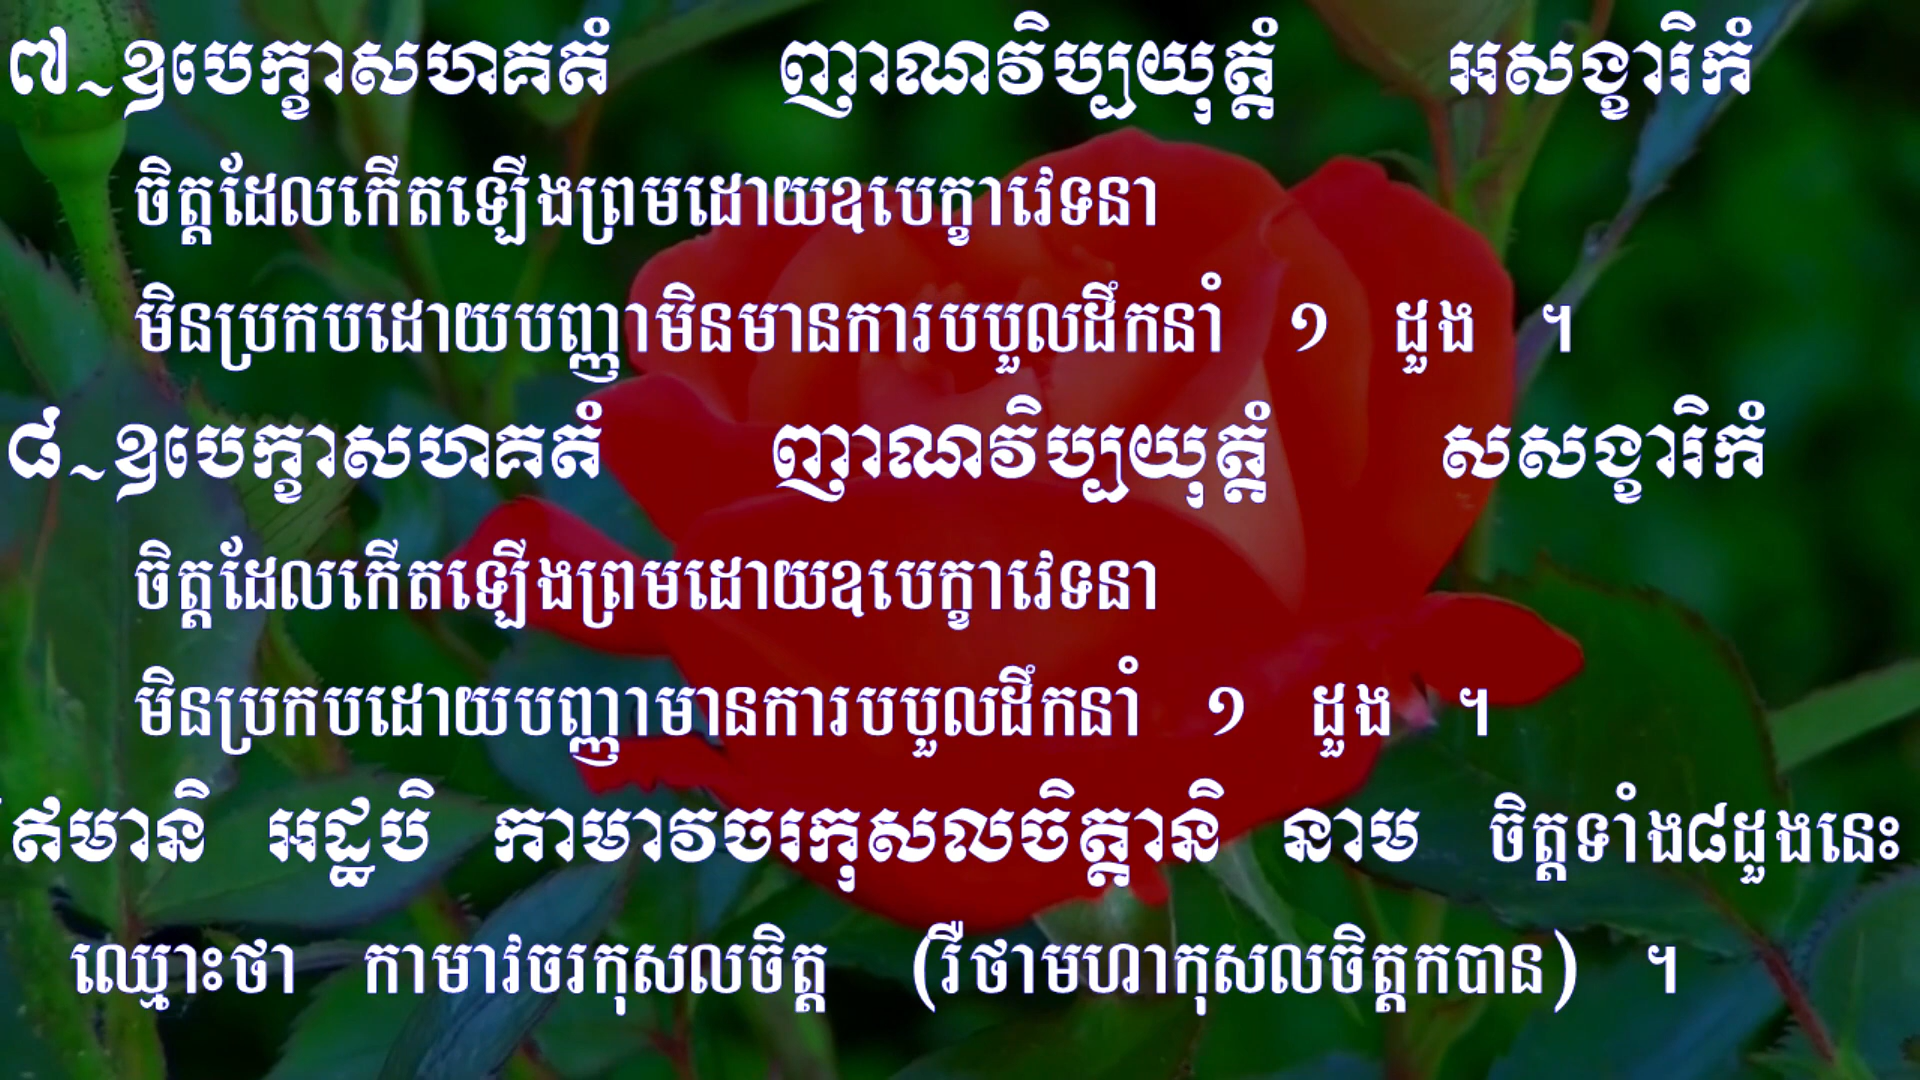 ៧~ឧបេក្ខាសហគតំ ញាណវិប្បយុត្តំ អសង្ខារិកំ
ចិត្តដែលកើតឡើងព្រមដោយឧបេក្ខាវេទនា
មិនប្រកបដោយបញ្ញាមិនមានការបបួលដឹកនាំ ១ ដួង ។
៨~ឧបេក្ខាសហគតំ ញាណវិប្បយុត្តំ សសង្ខារិកំ
ចិត្តដែលកើតឡើងព្រមដោយឧបេក្ខាវេទនា
មិនប្រកបដោយបញ្ញាមានការបបួលដឹកនាំ ១ ដួង ។
ឥមានិ អដ្ឋបិ កាមាវចរកុសលចិត្តានិ នាម ចិត្តទាំង៨ដួងនេះ
ឈ្មោះថា កាមាវចរកុសលចិត្ត (រឺថាមហាកុសលចិត្តកបាន) ។